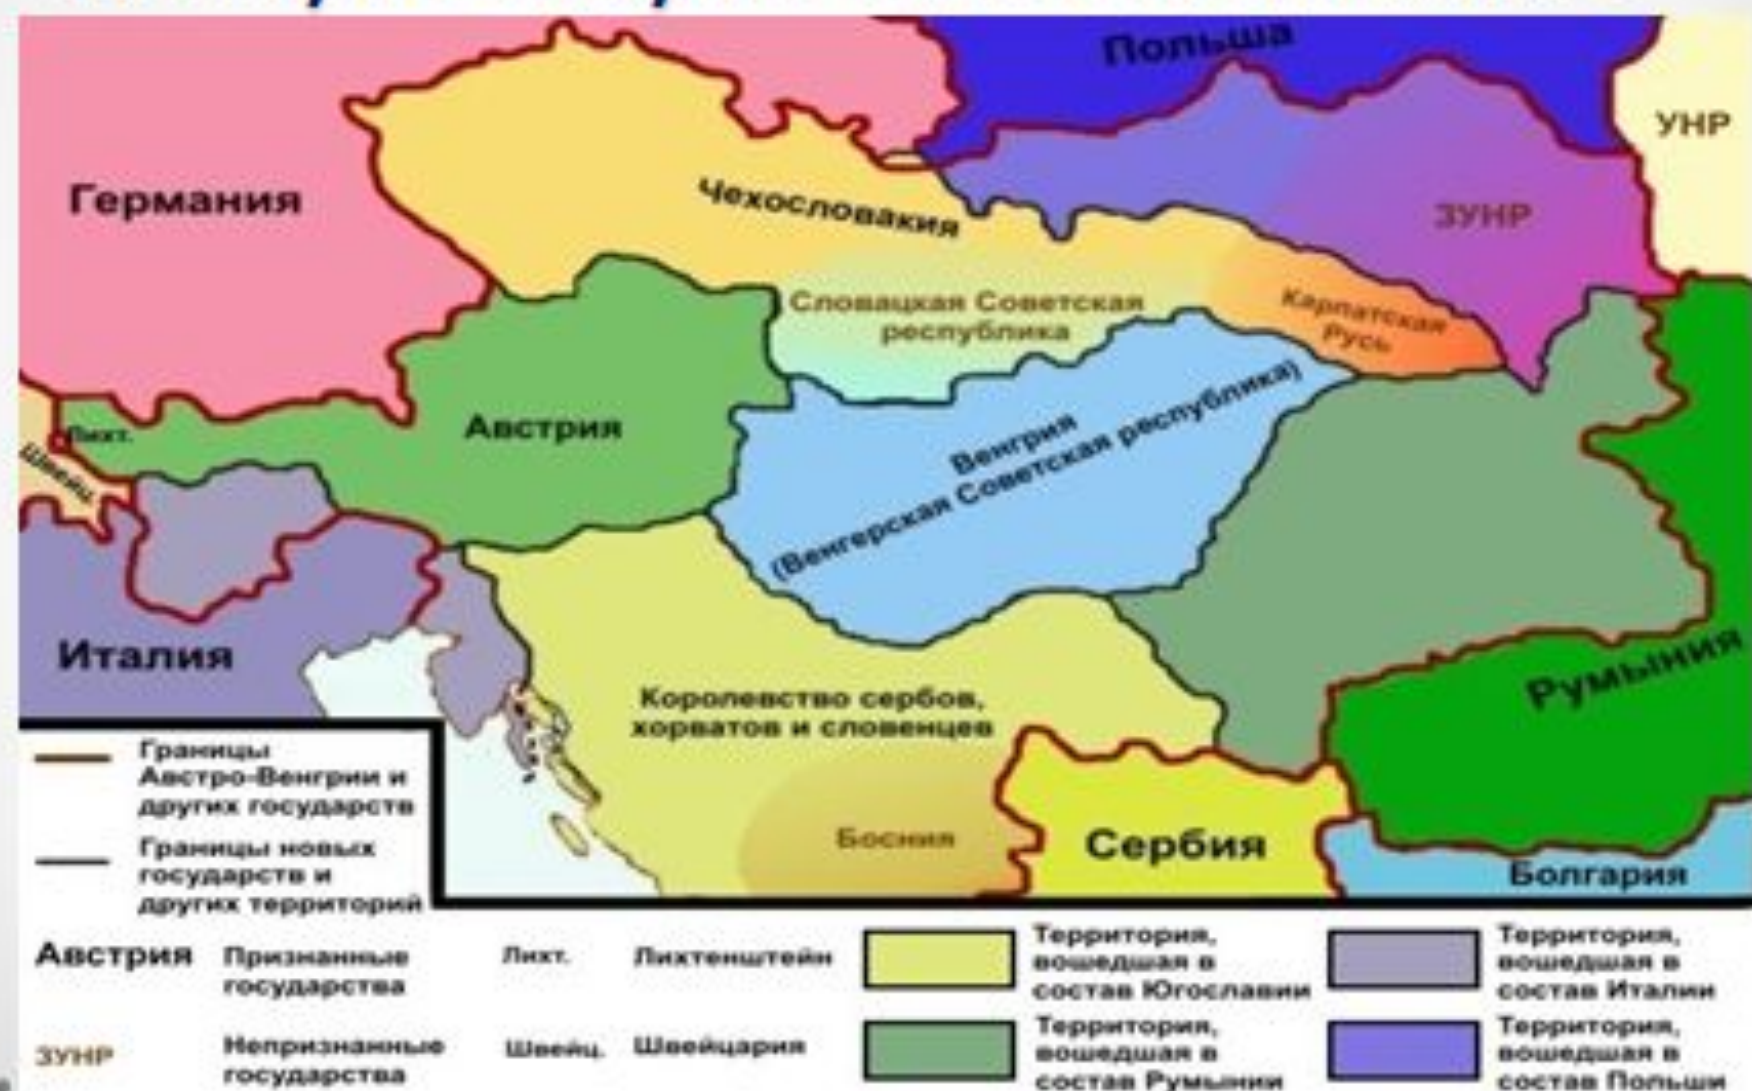 Польша
УНР
Германия
Чехословакия
ЗУНР
Словацкая Советская
республика
Карпатская
Русь
Лихт.
Швейц.
Австрия
Венгрия
(Венгерская Советская республика)
Италия
Румыния
Королевство сербов,
хорватов и словенцев
Босния
Сербия
Болгария
Границы
Австро-Венгрии и
других государств
Границы новых
государств и
других территорий
Австрия
Признанные
государства
Лихт.
Лихтенштейн
Территория,
вошедшая в
состав Югославии
Территория,
вошедшая в
состав Италии
ЗУНР
Непризнанные
государства
Швейц.
Швейцария
Территория,
вошедшая в
состав Румынии
Территория,
вошедшая в
состав Польши